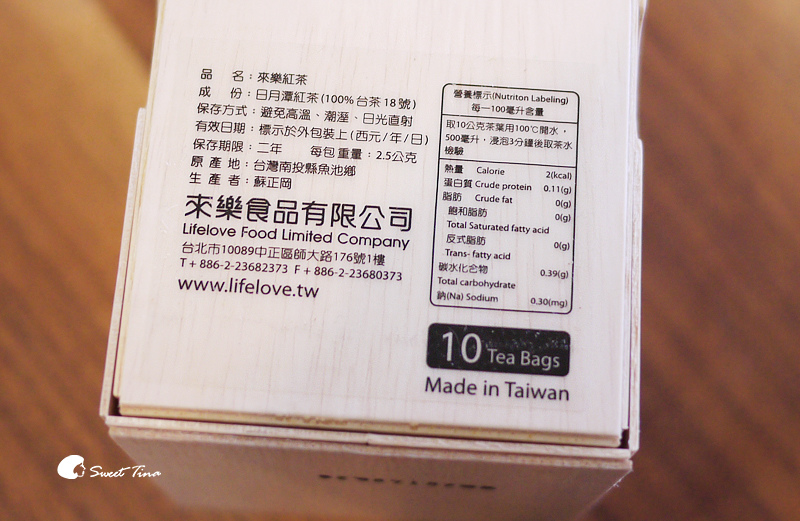 品　　名：來樂紅茶
成　　份：日月潭紅茶(100%台茶18號)
保存方式：避免高溫、潮溼、日光直射
有效日期：標示於外包裝上(西元/年/日)
保存期限：二年　每包重量：2.5公克
原 產 地：台灣南投縣魚池鄉
生 產 者：蘇正岡
來樂食品有限公司
Lifelove Food Limited Company
台北市10089中正區師大路176號1樓
T+886-2-23682373 F+886-2-23680373
www.lifelove.tw
營養標示(Nutriton Labeling)
每一100毫升含量
取10公克茶葉用100℃開水，
500毫升，浸泡3分鐘後取茶水
檢驗
熱量 Calorie 2(kcal)
蛋白質 Crude protein 0.11(g)
脂肪 Crude fat 0(g)
飽和脂肪 0(g)
Total Saturated fatty acid
反式脂肪 0(g)
Trans- fatty acid
碳水化合物 0.39(g)
Total carbohydrate
鈉(Na) Sodium 0.30(mg)
10 Tea Bags
Made in Taiwan
Sweet Tina